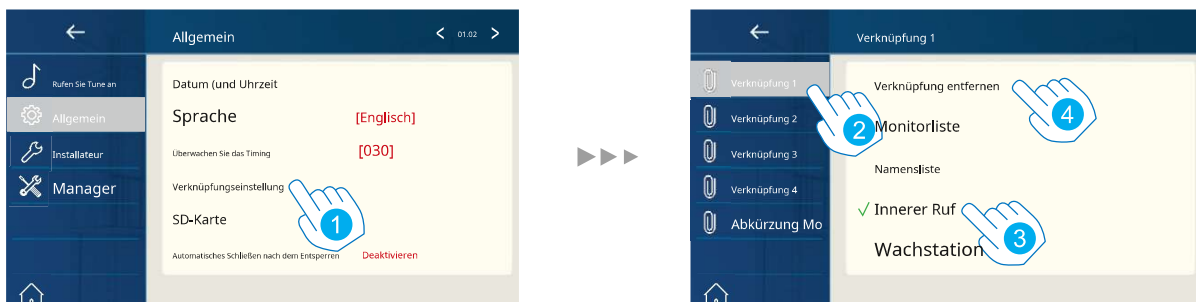 Allgemein
01.02
Rufen Sie Tune an
Allgemein
Installateur
Manager
Datum (und Uhrzeit
Sprache [Englisch]
Überwachen Sie das Timing [030]
Verknüpfungseinstellung
1
SD-Karte
Automatisches Schließen nach dem Entsperren Deaktivieren
Verknüpfung 1
Verknüpfung 1
Verknüpfung 2
Verknüpfung 3
Verknüpfung 4
Abkürzung Mo
2
Verknüpfung entfernen
4
Monitorliste
Namensliste
Innerer Ruf
3
Wachstation